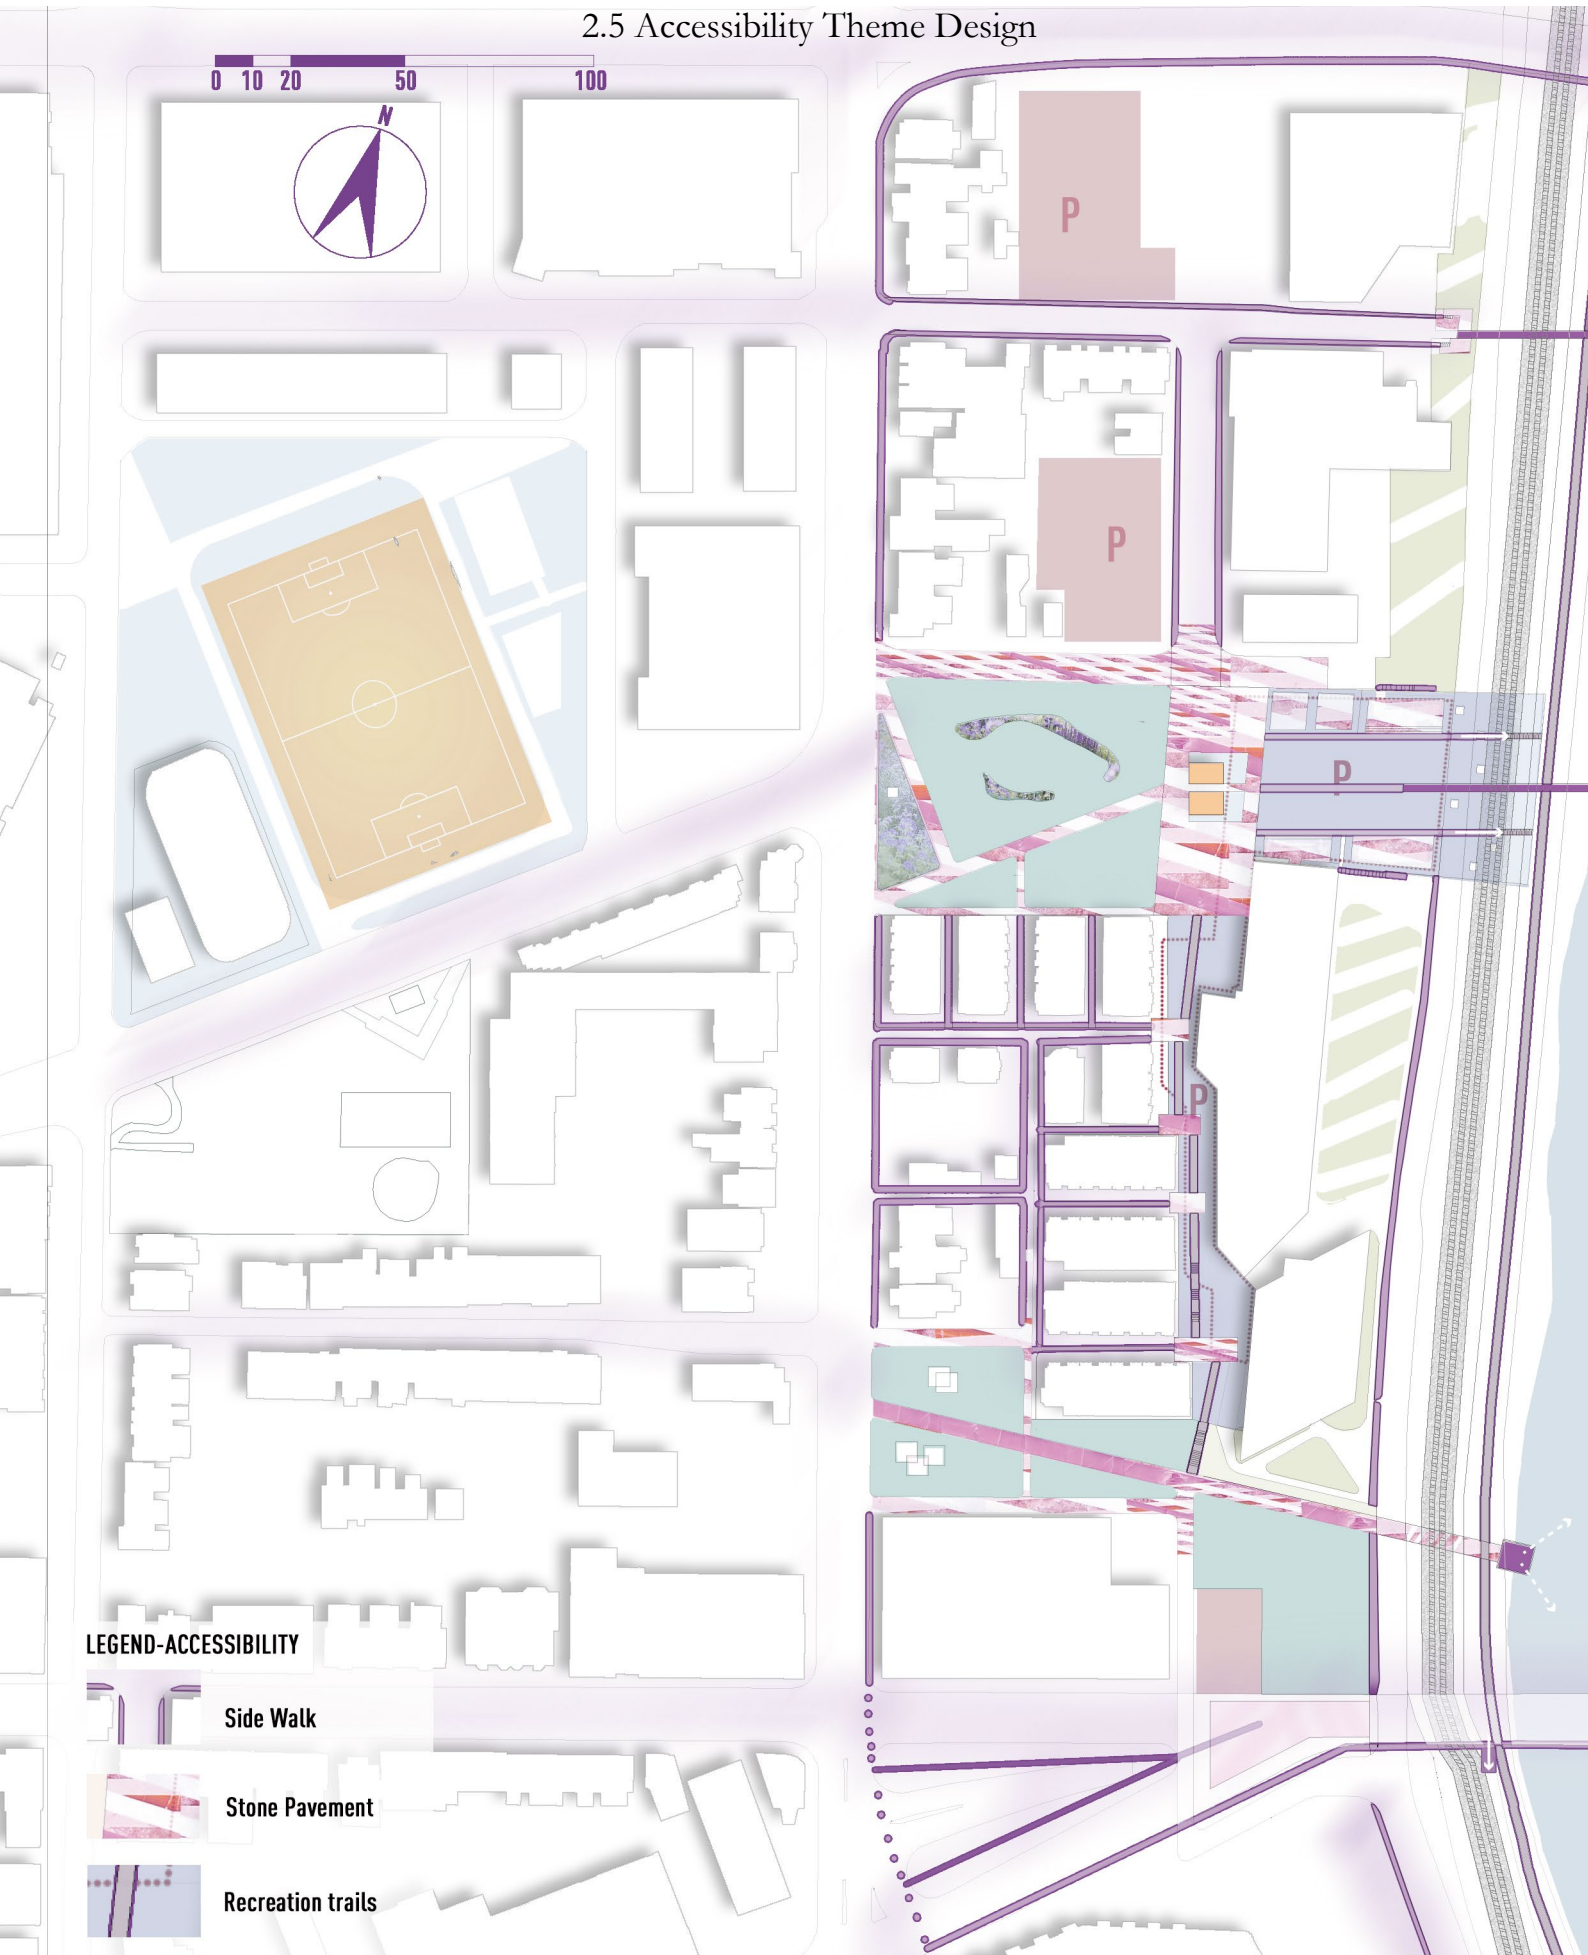 2.5 Accessibility Theme Design
0 10 20 50 100
N
P
P
P
P
LEGEND-ACCESSIBILITY
Side Walk
Stone Pavement
Recreation trails